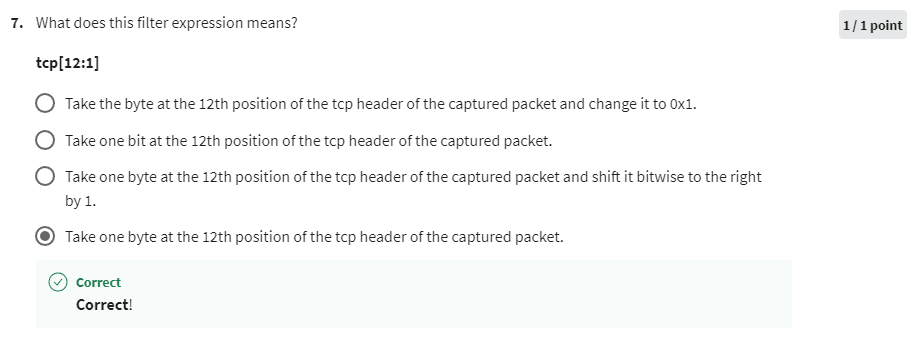 7. What does this filter expression means?
1 / 1 point
tcp[12:1]
Take the byte at the 12th position of the tcp header of the captured packet and change it to 0x1.
Take one bit at the 12th position of the tcp header of the captured packet.
Take one byte at the 12th position of the tcp header of the captured packet and shift it bitwise to the right
by 1.
Take one byte at the 12th position of the tcp header of the captured packet.
Correct
Correct!